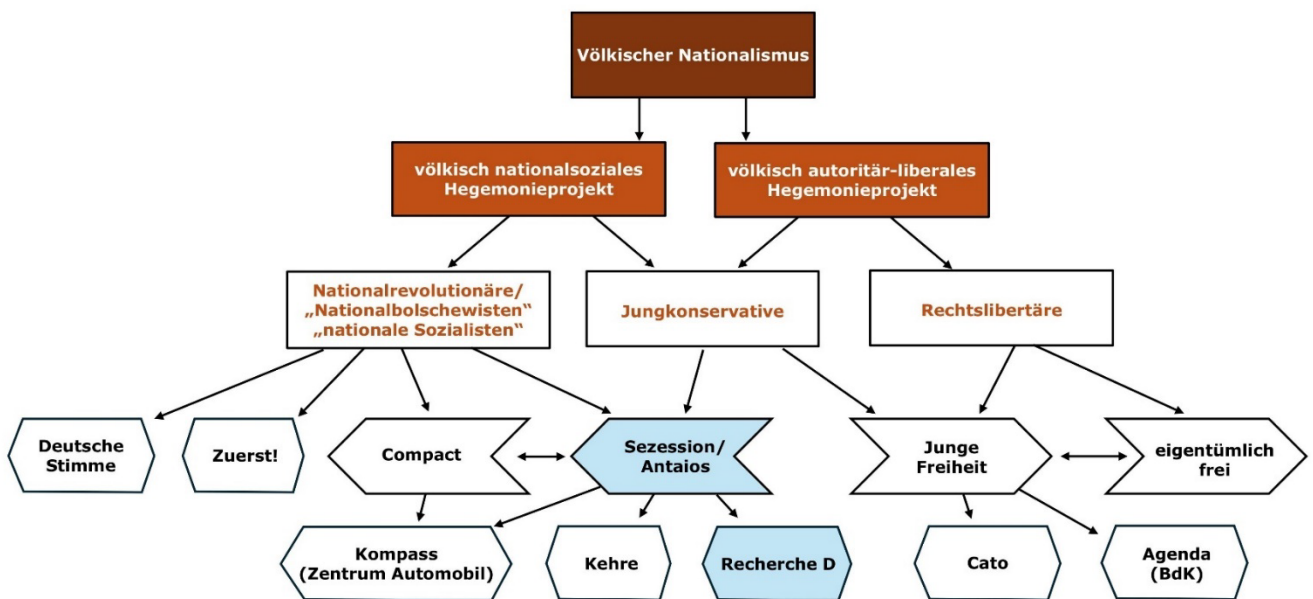 Völkischer Nationalismus
völkisch nationalsoziales
Hegemonieprojekt
völkisch autoritär-liberales
Hegemonieprojekt
Nationalrevolutionäre/
„Nationalbolschewisten“
„nationale Sozialisten“
Jungkonservative
Rechtslibertäre
Deutsche
Stimme
Zuerst!
Compact
Sezession/
Antaios
Junge
Freiheit
eigentümlich
frei
Kompass
(Zentrum Automobil)
Kehre
Recherche D
Cato
Agenda
(BdK)